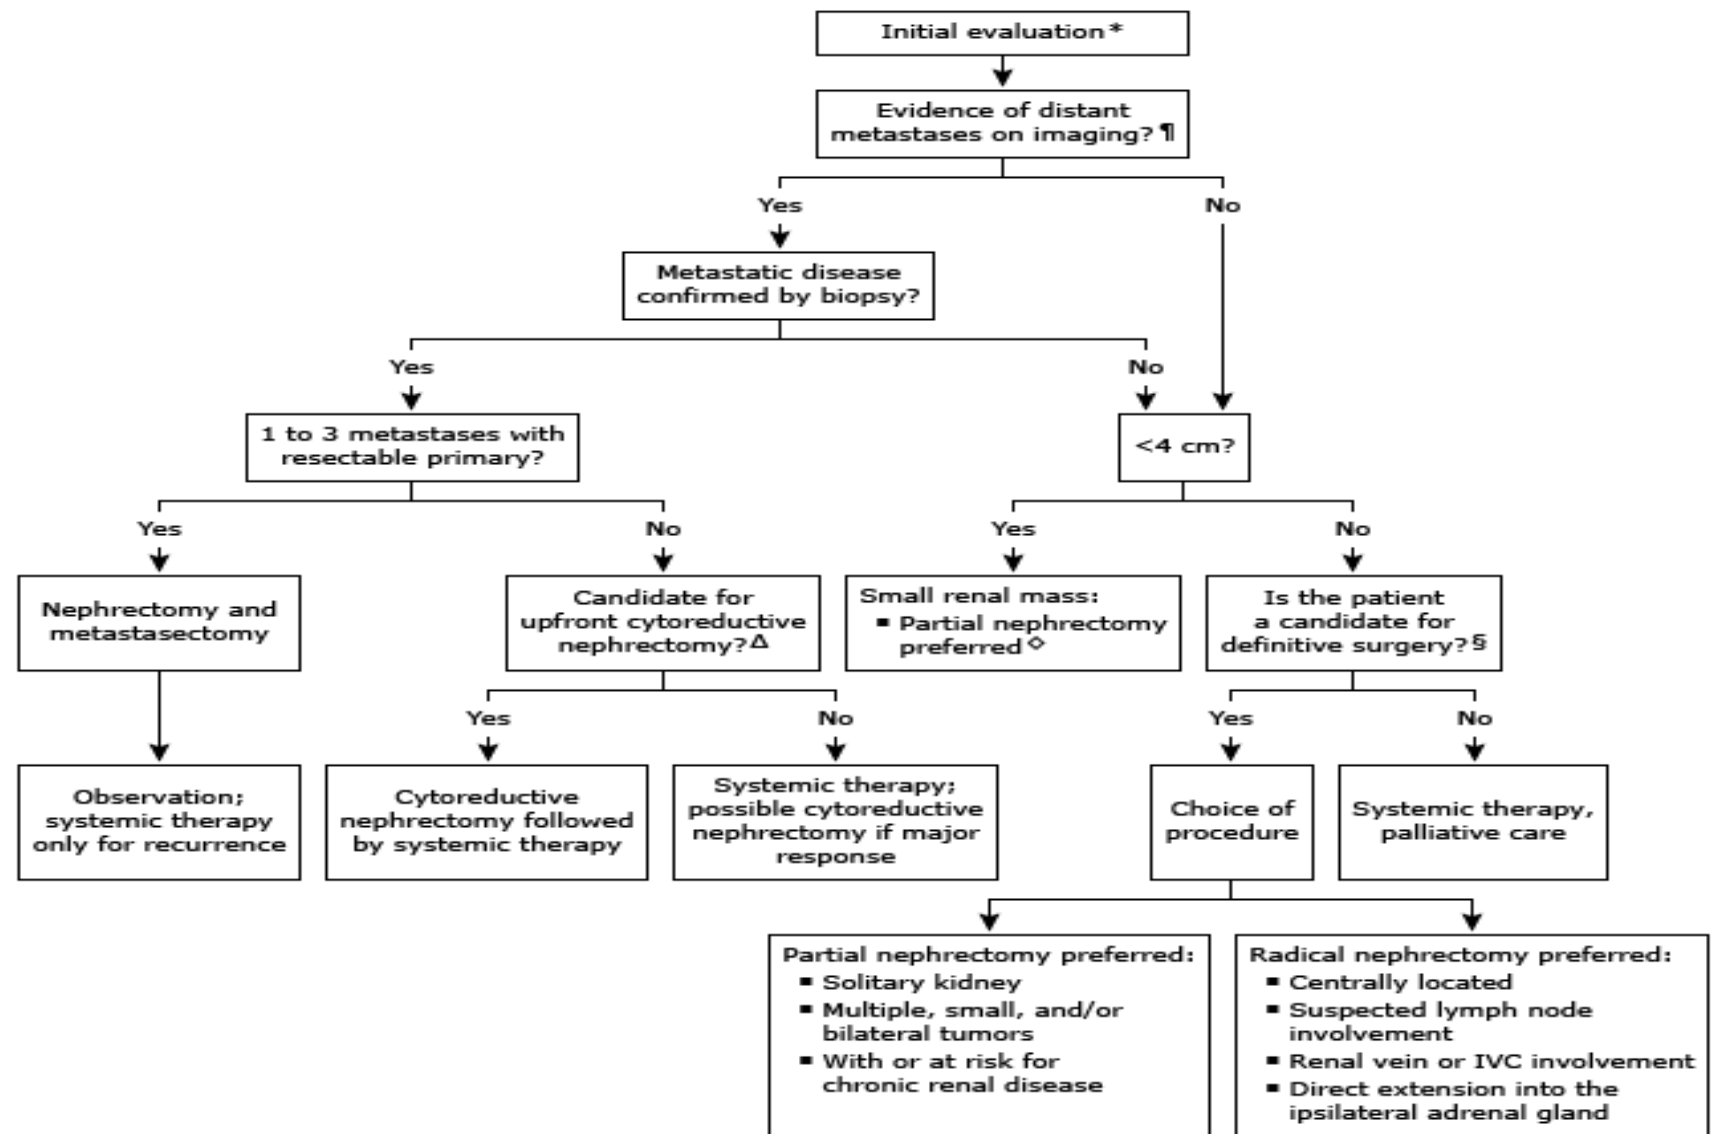 Initial evaluation*
Evidence of distant
metastases on imaging?¶
Yes
No
Metastatic disease
confirmed by biopsy?
Yes
No
1 to 3 metastases with
resectable primary?
<4 cm?
Yes
No
Yes
No
Nephrectomy and
metastasectomy
Candidate for
upfront cytoreductive
nephrectomy?Δ
Small renal mass:
▪ Partial nephrectomy
preferred◇
Is the patient
a candidate for
definitive surgery?§
Yes
No
Yes
No
Observation;
systemic therapy
only for recurrence
Cytoreductive
nephrectomy followed
by systemic therapy
Systemic therapy;
possible cytoreductive
nephrectomy if major
response
Choice of
procedure
Systemic therapy,
palliative care
Partial nephrectomy preferred:
▪ Solitary kidney
▪ Multiple, small, and/or
bilateral tumors
▪ With or at risk for
chronic renal disease
Radical nephrectomy preferred:
▪ Centrally located
▪ Suspected lymph node
involvement
▪ Renal vein or IVC involvement
▪ Direct extension into the
ipsilateral adrenal gland